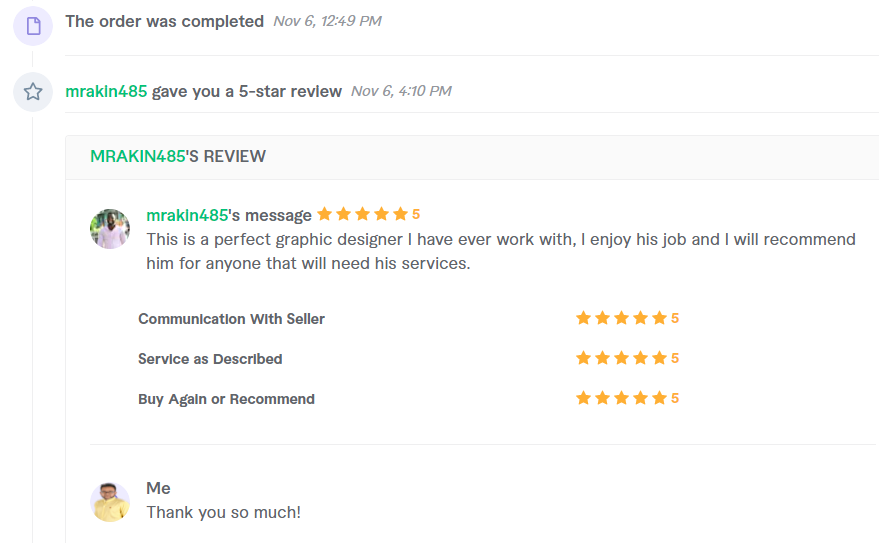 The order was completed Nov 6, 12:49 PM
mrakin485 gave you a 5-star review Nov 6, 4:10 PM
MRAKIN485'S REVIEW
mrakin485's message 5
This is a perfect graphic designer I have ever work with, I enjoy his job and I will recommend
him for anyone that will need his services.
Communication With Seller 5
Service as Described 5
Buy Again or Recommend 5
Me
Thank you so much!